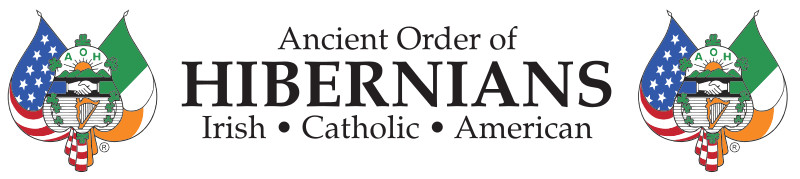 Ancient Order of
HIBERNIANS
Irish • Catholic • American
A O H
®
A O H
®